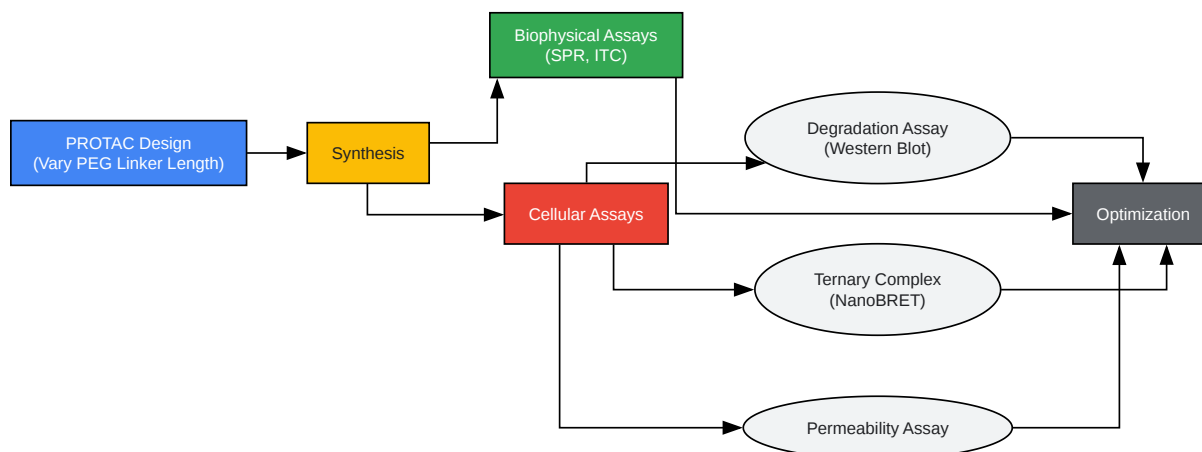 Biophysical Assays
(SPR, ITC)
PROTAC Design
(Vary PEG Linker Length)
Synthesis
Degradation Assay
(Western Blot)
Cellular Assays
Optimization
Ternary Complex
(NanoBRET)
Permeability Assay